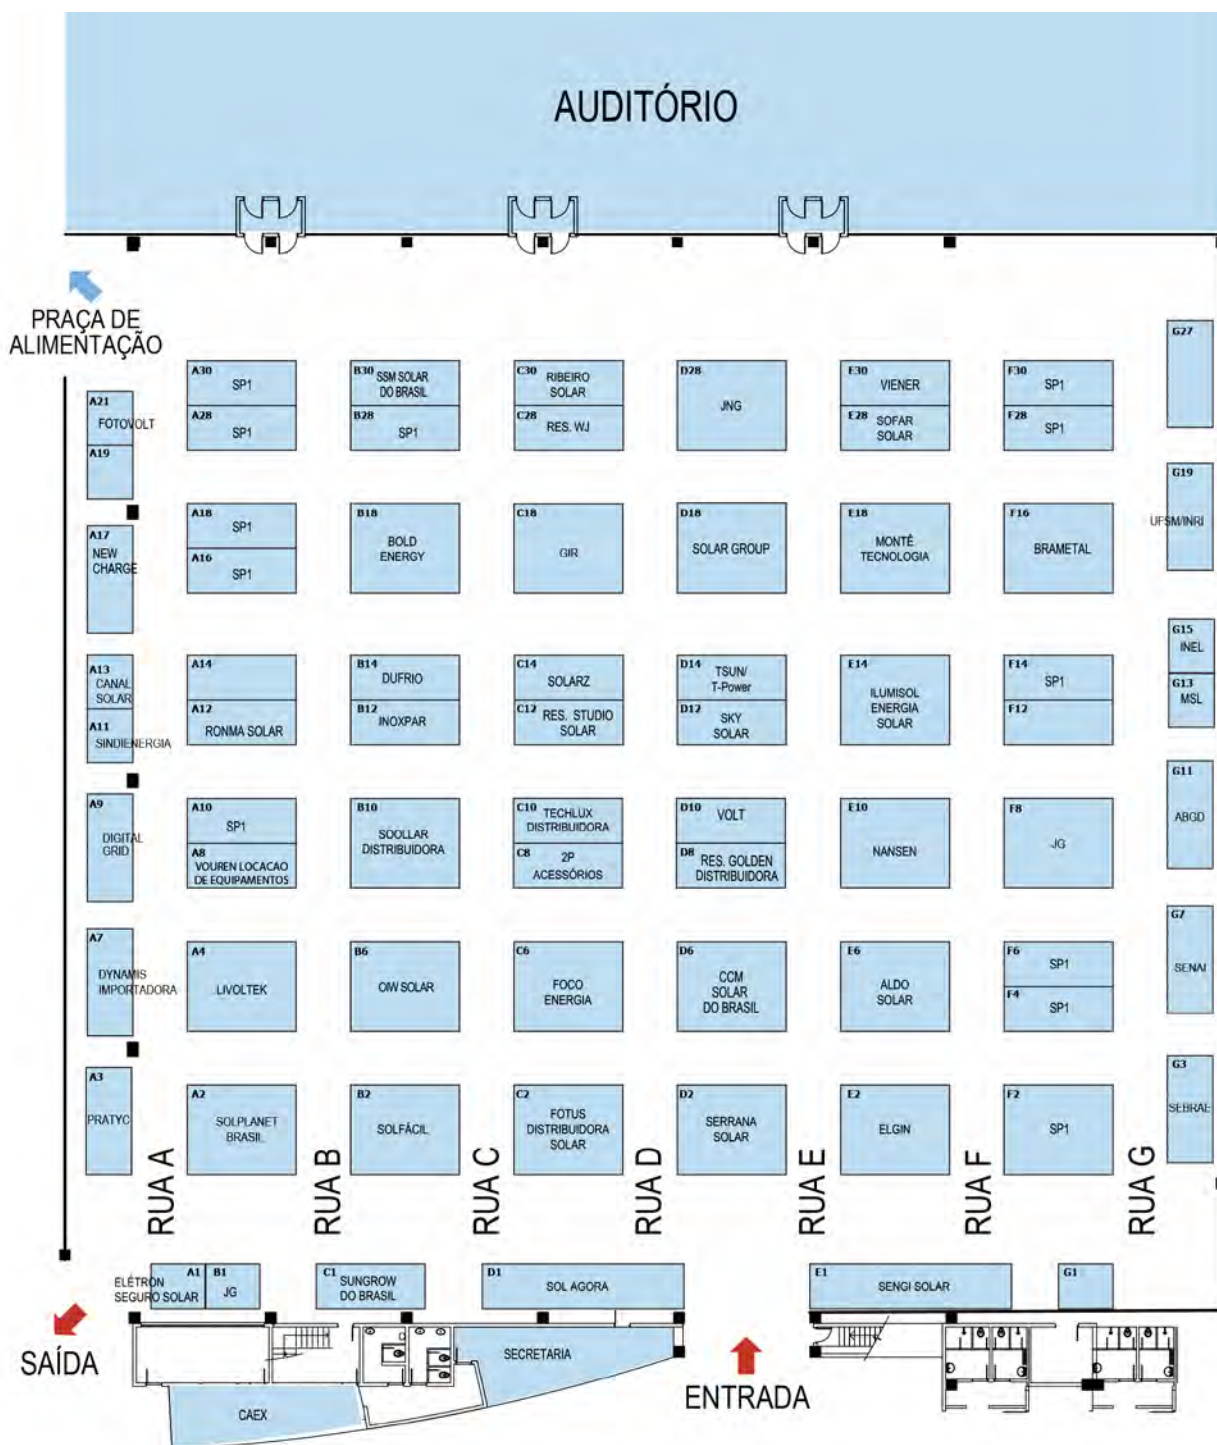 AUDITÓRIO
PRAÇA DE
ALIMENTAÇÃO
A30
SP1
A28
SP1
B30
SSM SOLAR
DO BRASIL
B28
SP1
C30
RIBEIRO
SOLAR
C28
RES. WJ
D28
JNG
E30
VIENER
E28
SOFAR
SOLAR
F30
SP1
F28
SP1
G27
A21
FOTOVOLT
A19
A17
NEW
CHARGE
A18
SP1
A16
SP1
B18
BOLD
ENERGY
C18
GIR
D18
SOLAR GROUP
E18
MONTÊ
TECNOLOGIA
F16
BRAMETAL
G19
UFSM/INRI
A13
CANAL
SOLAR
A11
SINDIENERGIA
A14
A12
RONMA SOLAR
B14
DUFRIO
B12
INOXPAR
C14
SOLARZ
C12
RES. STUDIO
SOLAR
D14
TSUN/
T-Power
D12
SKY
SOLAR
E14
ILUMISOL
ENERGIA
SOLAR
F14
SP1
F12
G15
INEL
G13
MSL
A9
DIGITAL
GRID
A10
SP1
A8
VOUREN LOCACAO
DE EQUIPAMENTOS
B10
SOOLLAR
DISTRIBUIDORA
C10
TECHLUX
DISTRIBUIDORA
C8
2P
ACESSÓRIOS
D10
VOLT
D8
RES. GOLDEN
DISTRIBUIDORA
E10
NANSEN
F8
JG
G11
ABGD
A7
DYNAMIS
IMPORTADORA
A4
LIVOLTEK
B6
OIW SOLAR
C6
FOCO
ENERGIA
D6
CCM
SOLAR
DO BRASIL
E6
ALDO
SOLAR
F6
SP1
F4
SP1
G7
SENAI
A3
PRATYC
A2
SOLPLANET
BRASIL
B2
SOLFÁCIL
C2
FOTUS
DISTRIBUIDORA
SOLAR
D2
SERRANA
SOLAR
E2
ELGIN
F2
SP1
G3
SEBRAE
RUA A
RUA B
RUA C
RUA D
RUA E
RUA F
RUA G
A1
ELÉTRON
SEGURO SOLAR
B1
JG
C1
SUNGROW
DO BRASIL
D1
SOL AGORA
E1
SENGI SOLAR
G1
SAÍDA
SECRETARIA
ENTRADA
CAEX